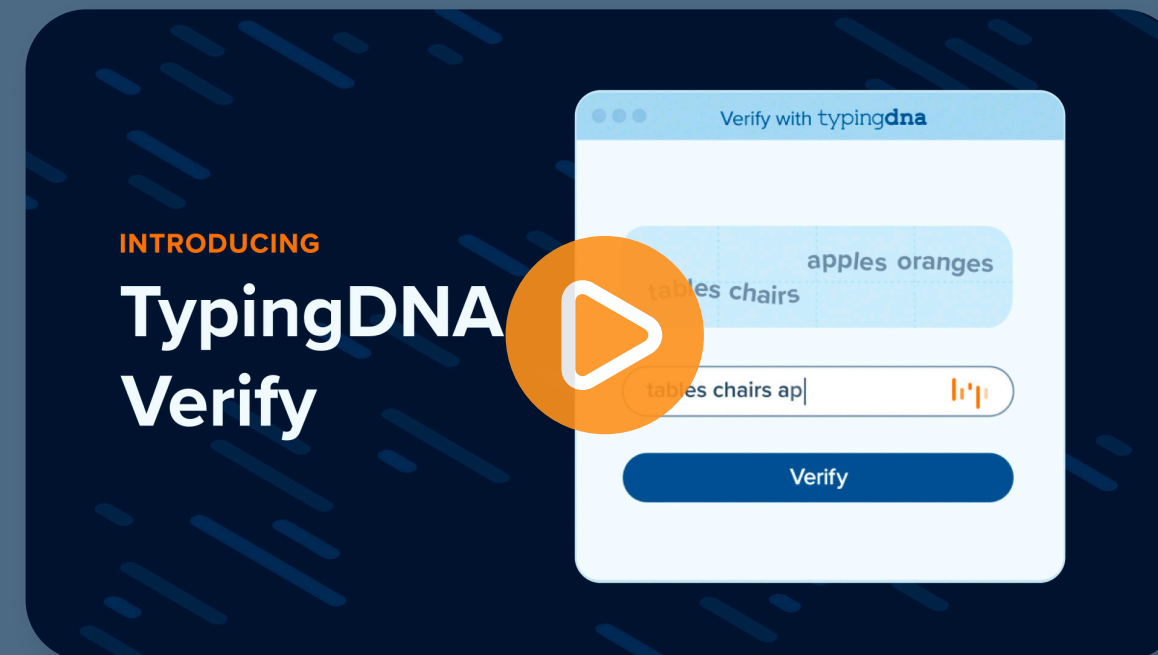 INTRODUCING
TypingDNA
Verify
Verify with typingdna
apples oranges
tables chairs
tables chairs ap
Verify